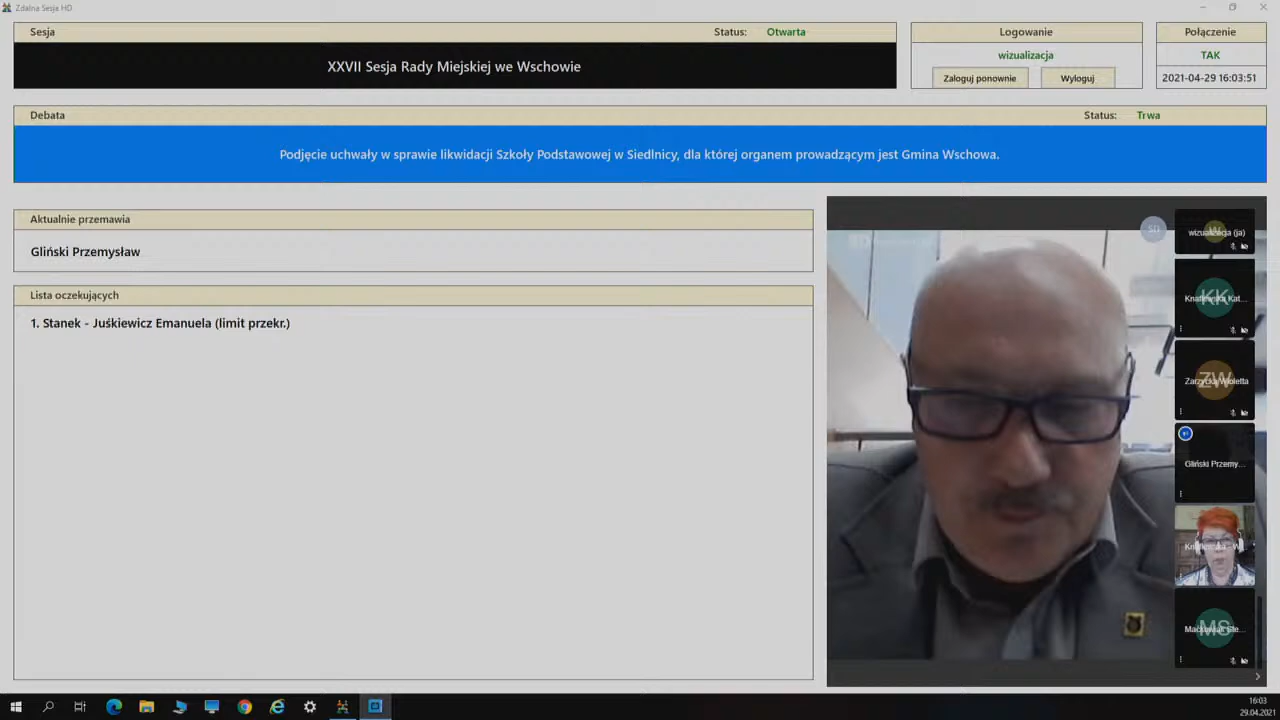 Zdalna Sesja HD
Sesja
Status: Otwarta
XXVII Sesja Rady Miejskiej we Wschowie
Logowanie
wizualizacja
Zaloguj ponownie
Wyloguj
Połączenie
TAK
2021-04-29 16:03:51
Debata
Status: Trwa
Podjęcie uchwały w sprawie likwidacji Szkoły Podstawowej w Siedlnicy, dla której organem prowadzącym jest Gmina Wschowa.
Aktualnie przemawia
Gliński Przemysław
Lista oczekujących
1. Stanek - Juśkiewicz Emanuela (limit przekr.)
SD
wizualizacja (ja)
KK
ZW
Zarzycka Wioletta
Gliński Przemy...
MS
16:03
29.04.2021